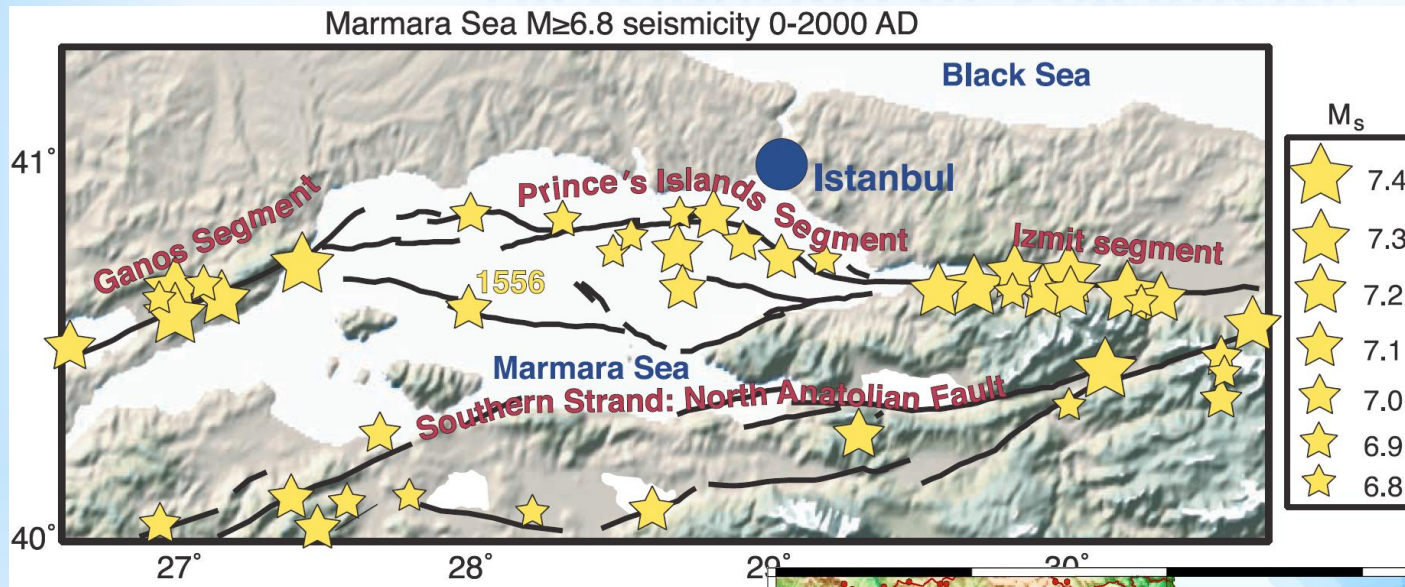 Marmara Sea M≥6.8 seismicity 0-2000 AD
Black Sea
Ms
41°
Istanbul
Prince's Islands Segment
Ganos Segment
Izmit segment
1556
Marmara Sea
Southern Strand: North Anatolian Fault
7.4
7.3
7.2
7.1
7.0
6.9
6.8
40°
27°
28°
29°